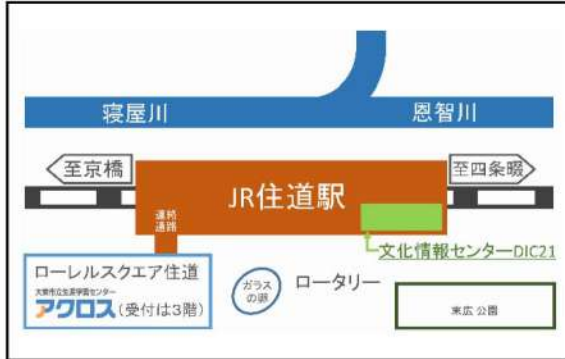 寝屋川
恩智川
至京橋
JR住道駅
至四条畷
連絡
通路
文化情報センターDIC21
ローレルスクエア住道
大東市立生涯学習センター
アクロス(受付は3階)
ガラス
の扉
ロータリー
末広 公園